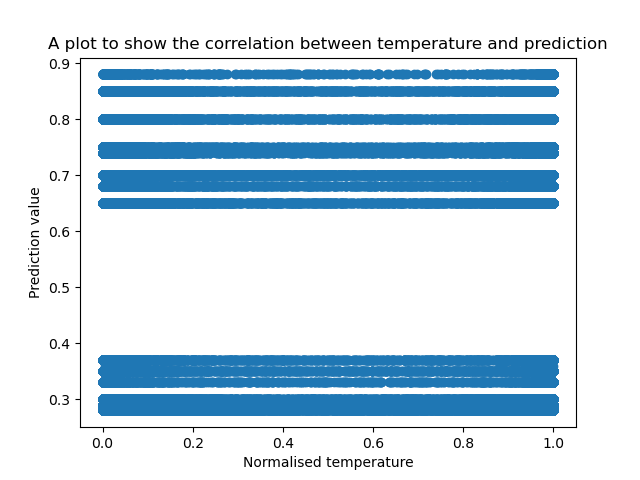 A plot to show the correlation between temperature and prediction
0.9
0.8
0.7
0.6
0.5
0.4
0.3
Prediction value
0.0 0.2 0.4 0.6 0.8 1.0
Normalised temperature